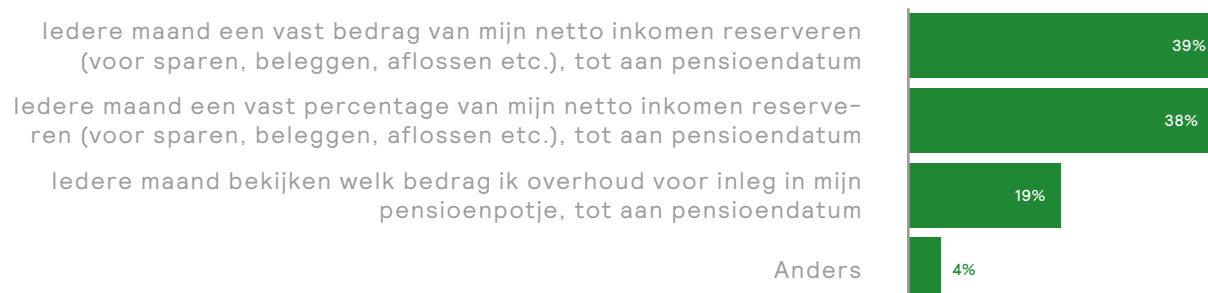 Iedere maand een vast bedrag van mijn netto inkomen reserveren
(voor sparen, beleggen, aflossen etc.), tot aan pensioendatum
39%
Iedere maand een vast percentage van mijn netto inkomen reserve-
ren (voor sparen, beleggen, aflossen etc.), tot aan pensioendatum
38%
Iedere maand bekijken welk bedrag ik overhoud voor inleg in mijn
pensioenpotje, tot aan pensioendatum
19%
Anders
4%